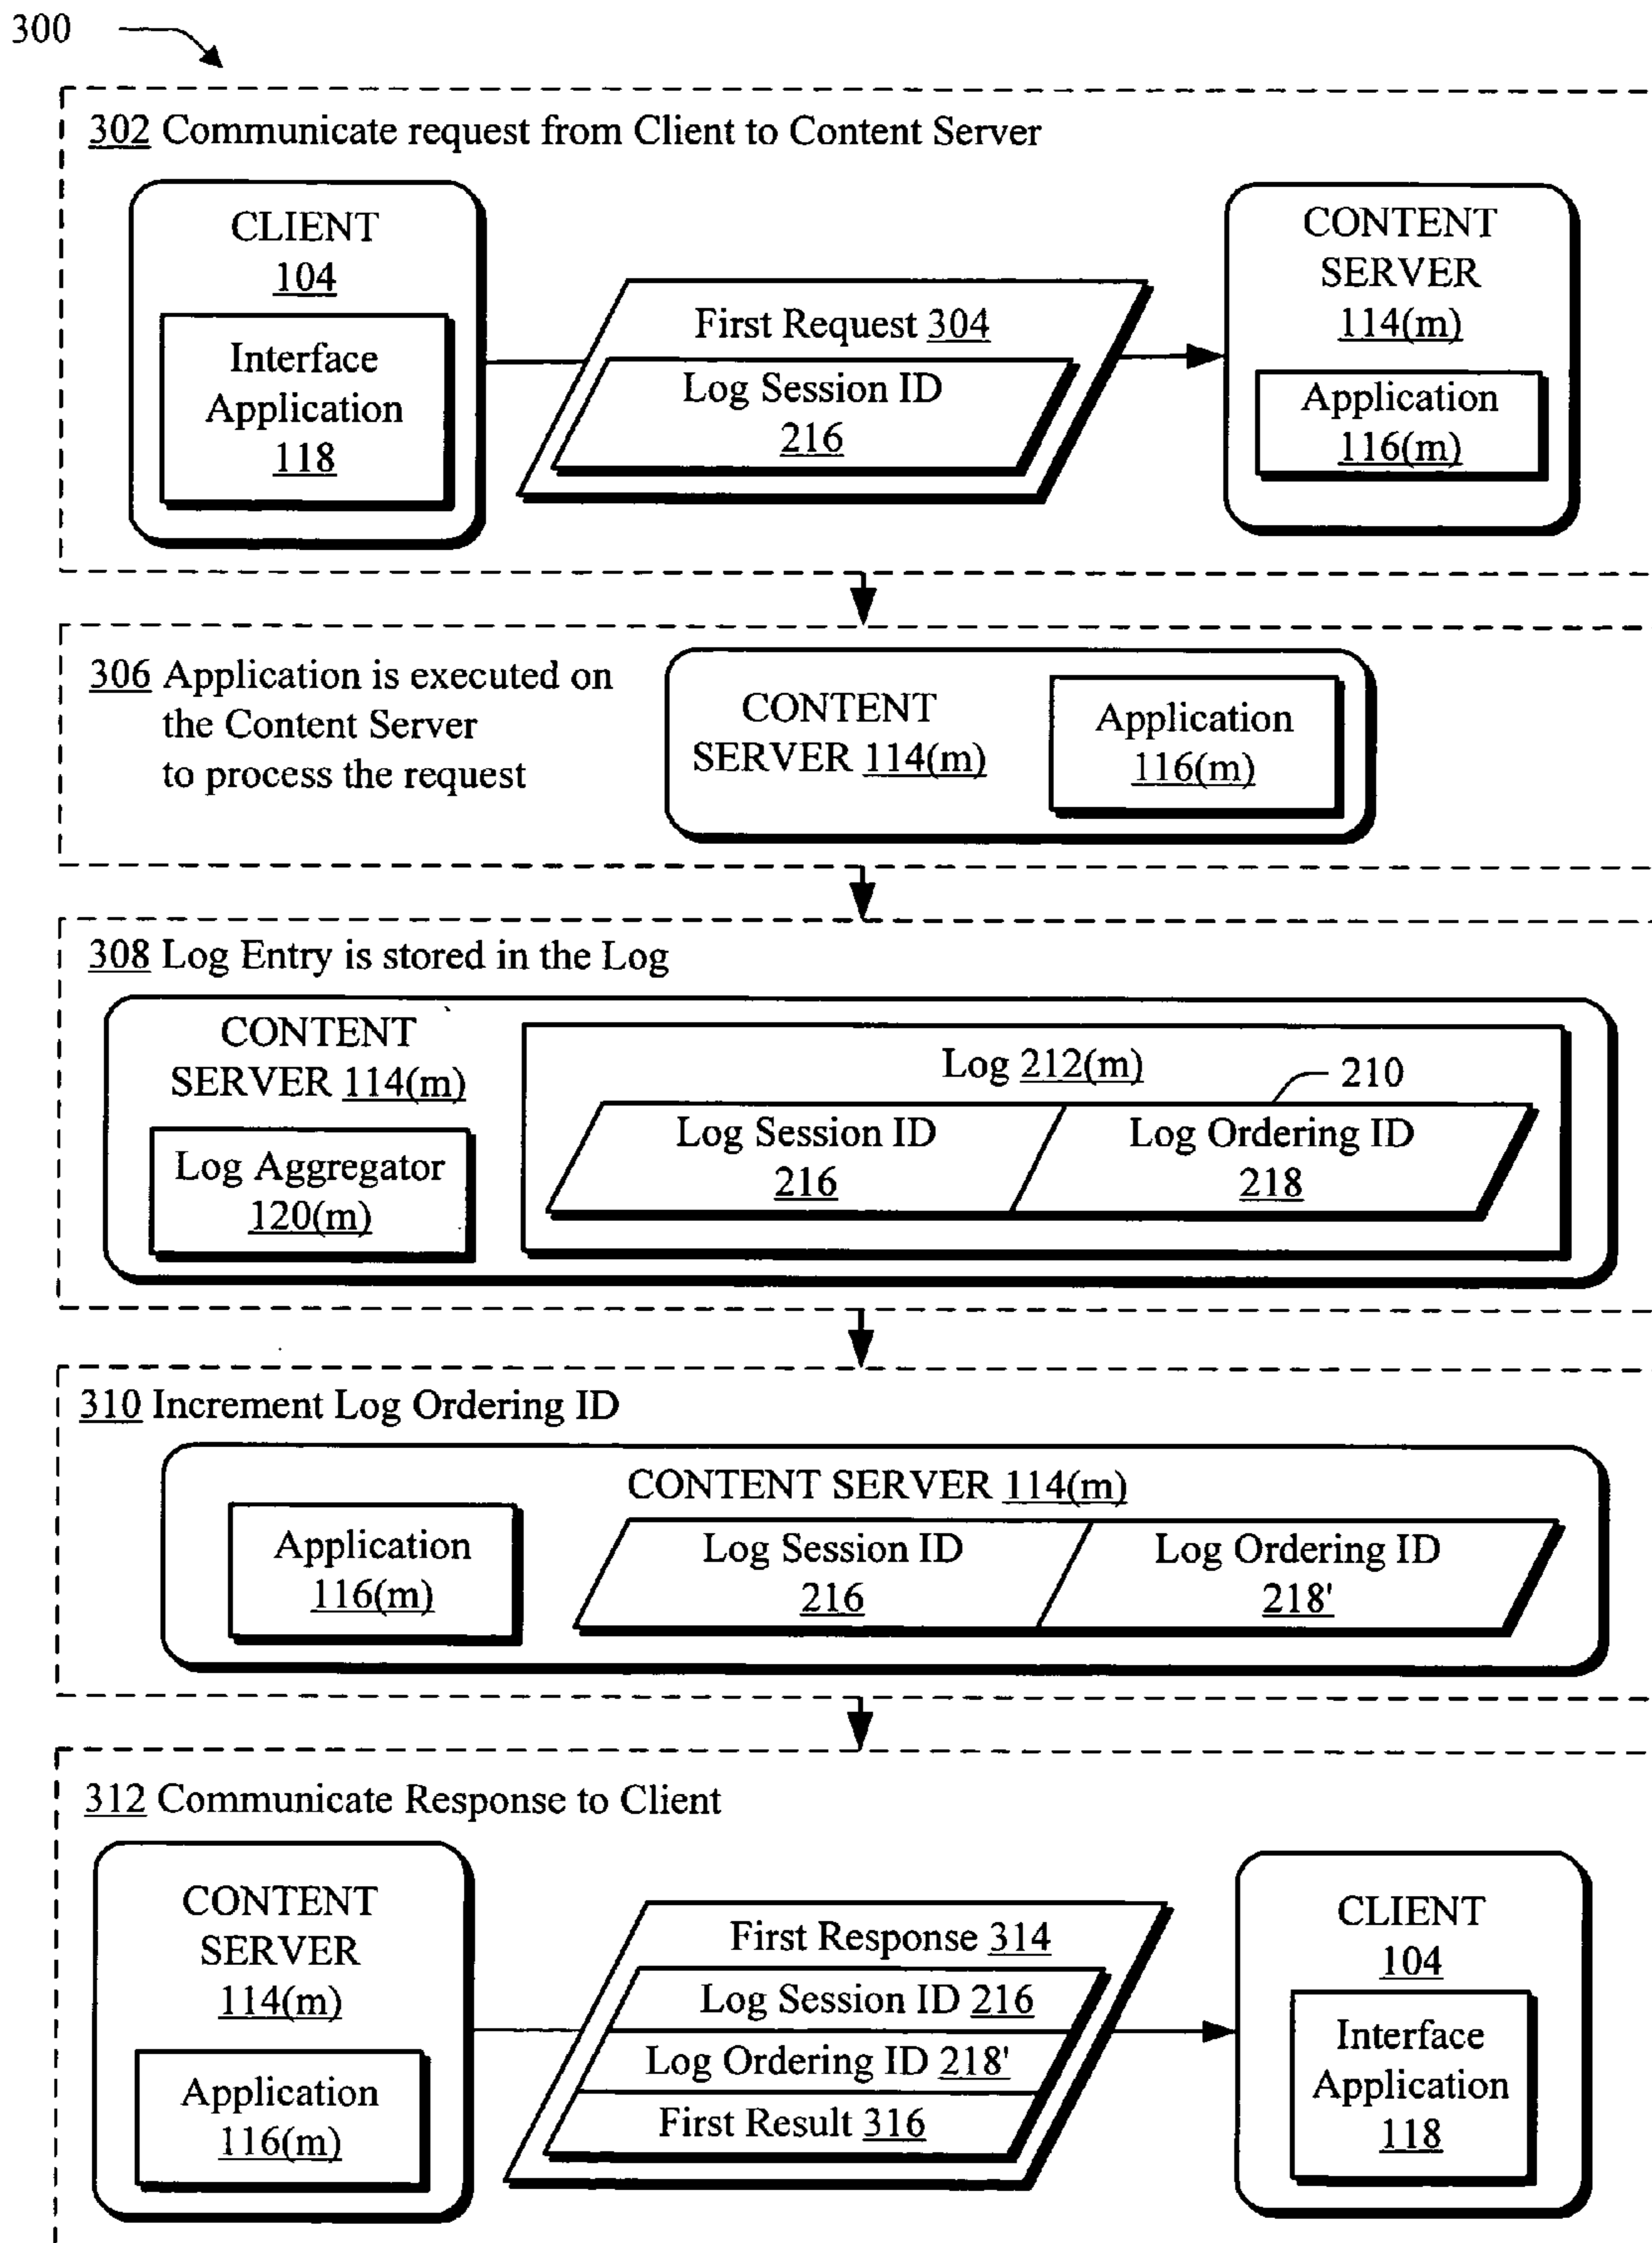 300
302 Communicate request from Client to Content Server
CLIENT
104
Interface
Application
118
First Request 304
Log Session ID
216
CONTENT
SERVER
114(m)
Application
116(m)
306 Application is executed on
the Content Server
to process the request
CONTENT
SERVER 114(m)
Application
116(m)
308 Log Entry is stored in the Log
CONTENT
SERVER 114(m)
Log Aggregator
120(m)
Log 212(m)
210
Log Session ID
216
Log Ordering ID
218
310 Increment Log Ordering ID
CONTENT SERVER 114(m)
Application
116(m)
Log Session ID
216
Log Ordering ID
218'
312 Communicate Response to Client
CONTENT
SERVER
114(m)
Application
116(m)
First Response 314
Log Session ID 216
Log Ordering ID 218'
First Result 316
CLIENT
104
Interface
Application
118